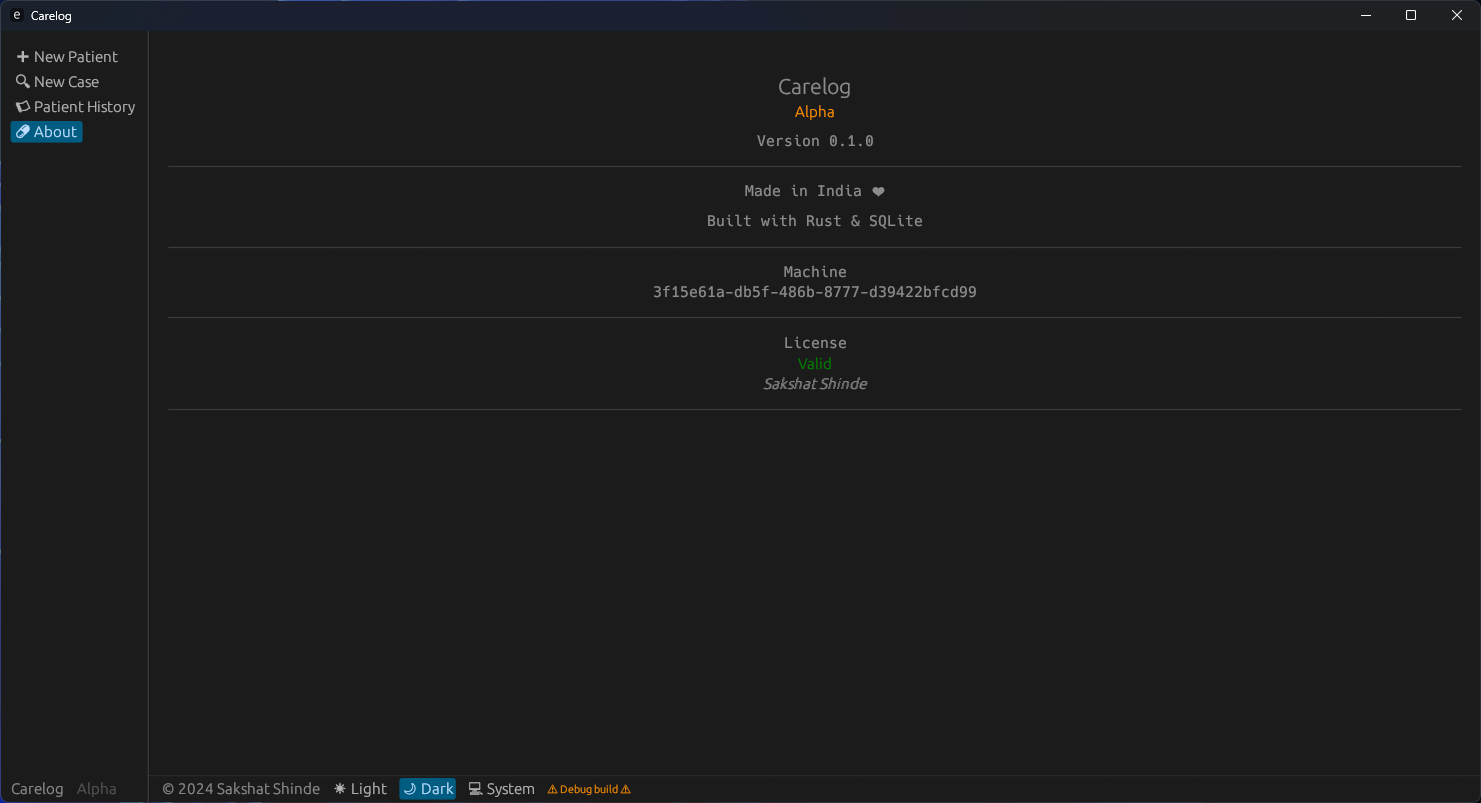 e Carelog
New Patient
New Case
Patient History
About
Carelog
Alpha
Version 0.1.0
Made in India ❤
Built with Rust & SQLite
Machine
3f15e61a-db5f-486b-8777-d39422bfcd99
License
Valid
Sakshat Shinde
Carelog Alpha
© 2024 Sakshat Shinde Light Dark System ⚠ Debug build ⚠